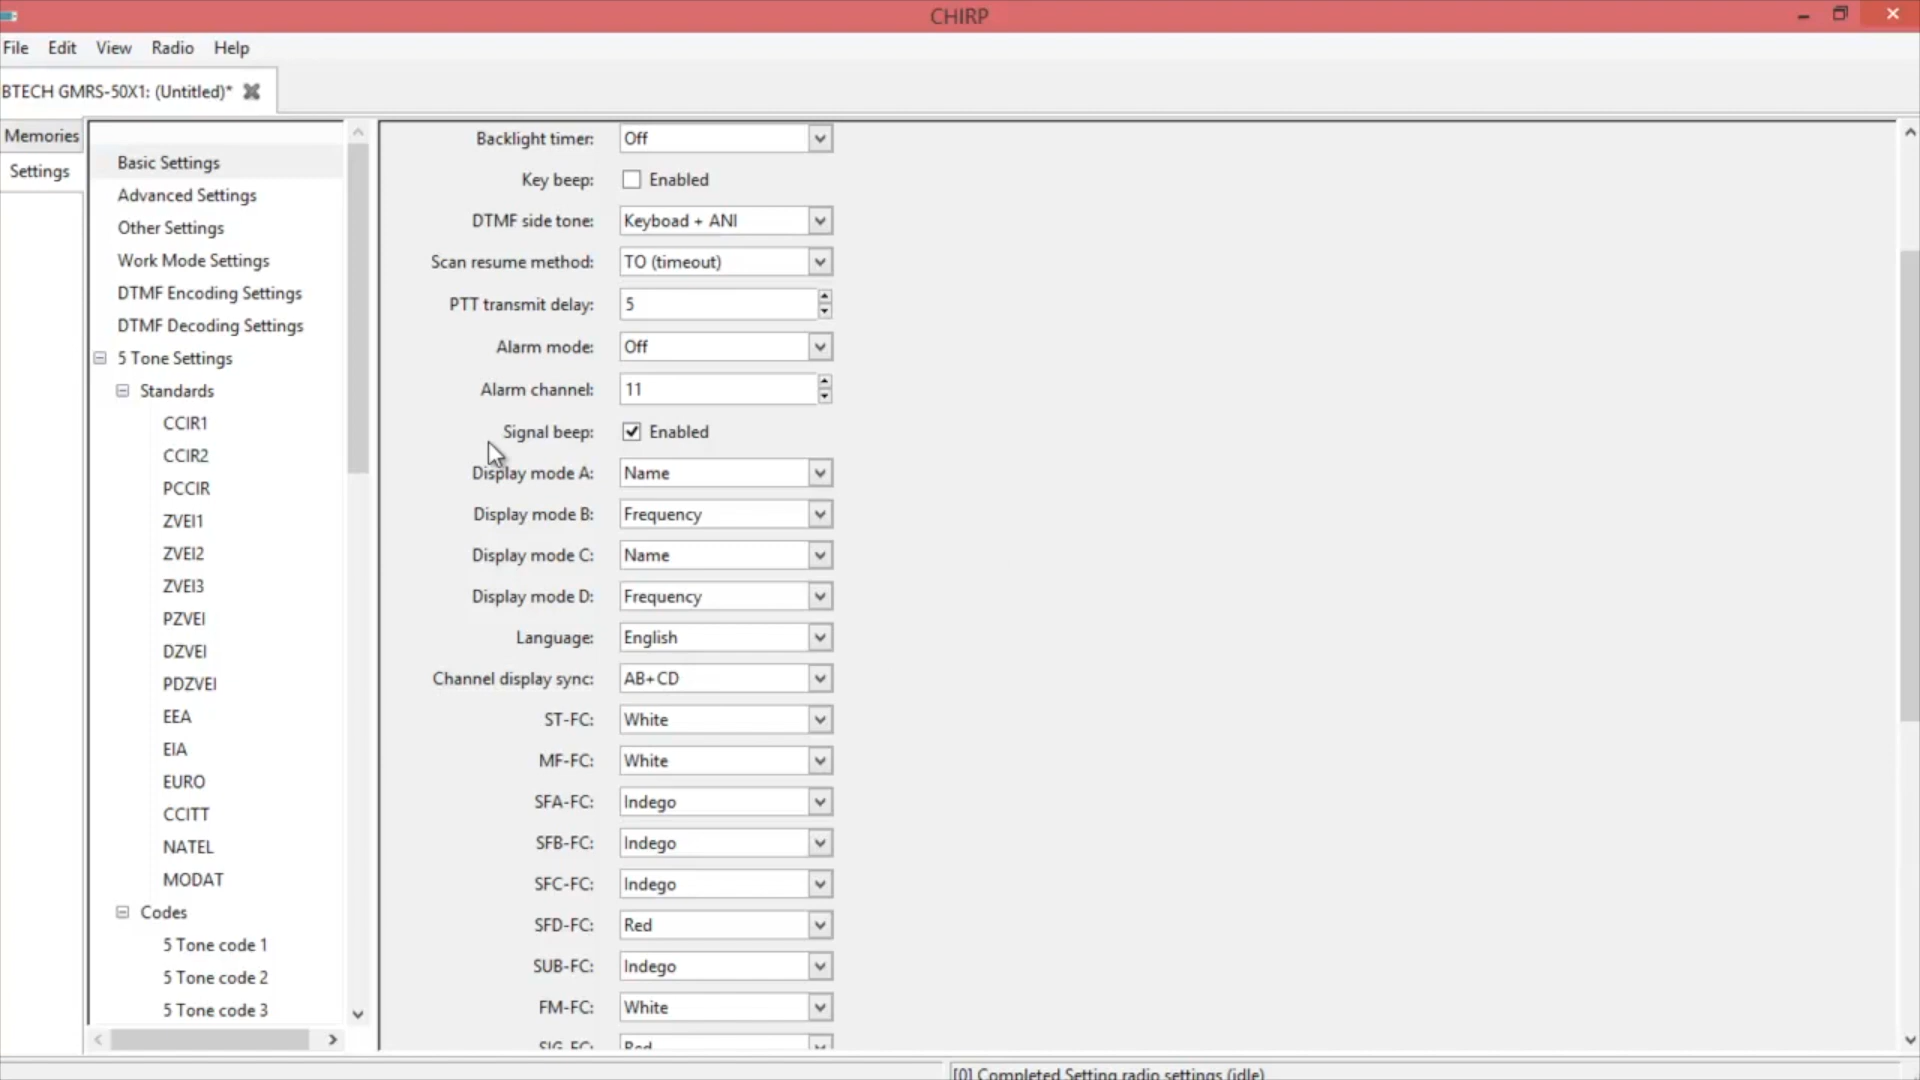 CHIRP
File Edit View Radio Help
BTECH GMRS-50X1: (Untitled)*
Memories
Settings
Basic Settings
Advanced Settings
Other Settings
Work Mode Settings
DTMF Encoding Settings
DTMF Decoding Settings
5 Tone Settings
Standards
CCIR1
CCIR2
PCCIR
ZVEI1
ZVEI2
ZVEI3
PZVEI
DZVEI
PDZVEI
EEA
EIA
EURO
CCITT
NATEL
MODAT
Codes
5 Tone code 1
5 Tone code 2
5 Tone code 3
Backlight timer: Off
Key beep: Enabled
DTMF side tone: Keyboad + ANI
Scan resume method: TO (timeout)
PTT transmit delay: 5
Alarm mode: Off
Alarm channel: 11
Signal beep: Enabled
Display mode A: Name
Display mode B: Frequency
Display mode C: Name
Display mode D: Frequency
Language: English
Channel display sync: AB+CD
ST-FC: White
MF-FC: White
SFA-FC: Indego
SFB-FC: Indego
SFC-FC: Indego
SFD-FC: Red
SUB-FC: Indego
FM-FC: White
SIG-FC: Red
[0] Completed Setting radio settings (idle)